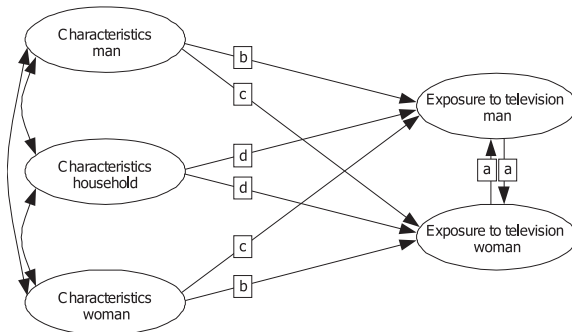 Characteristics
man
b
c
Exposure to television
man
Characteristics
household
d
d
a
a
Exposure to television
woman
c
Characteristics
woman
b